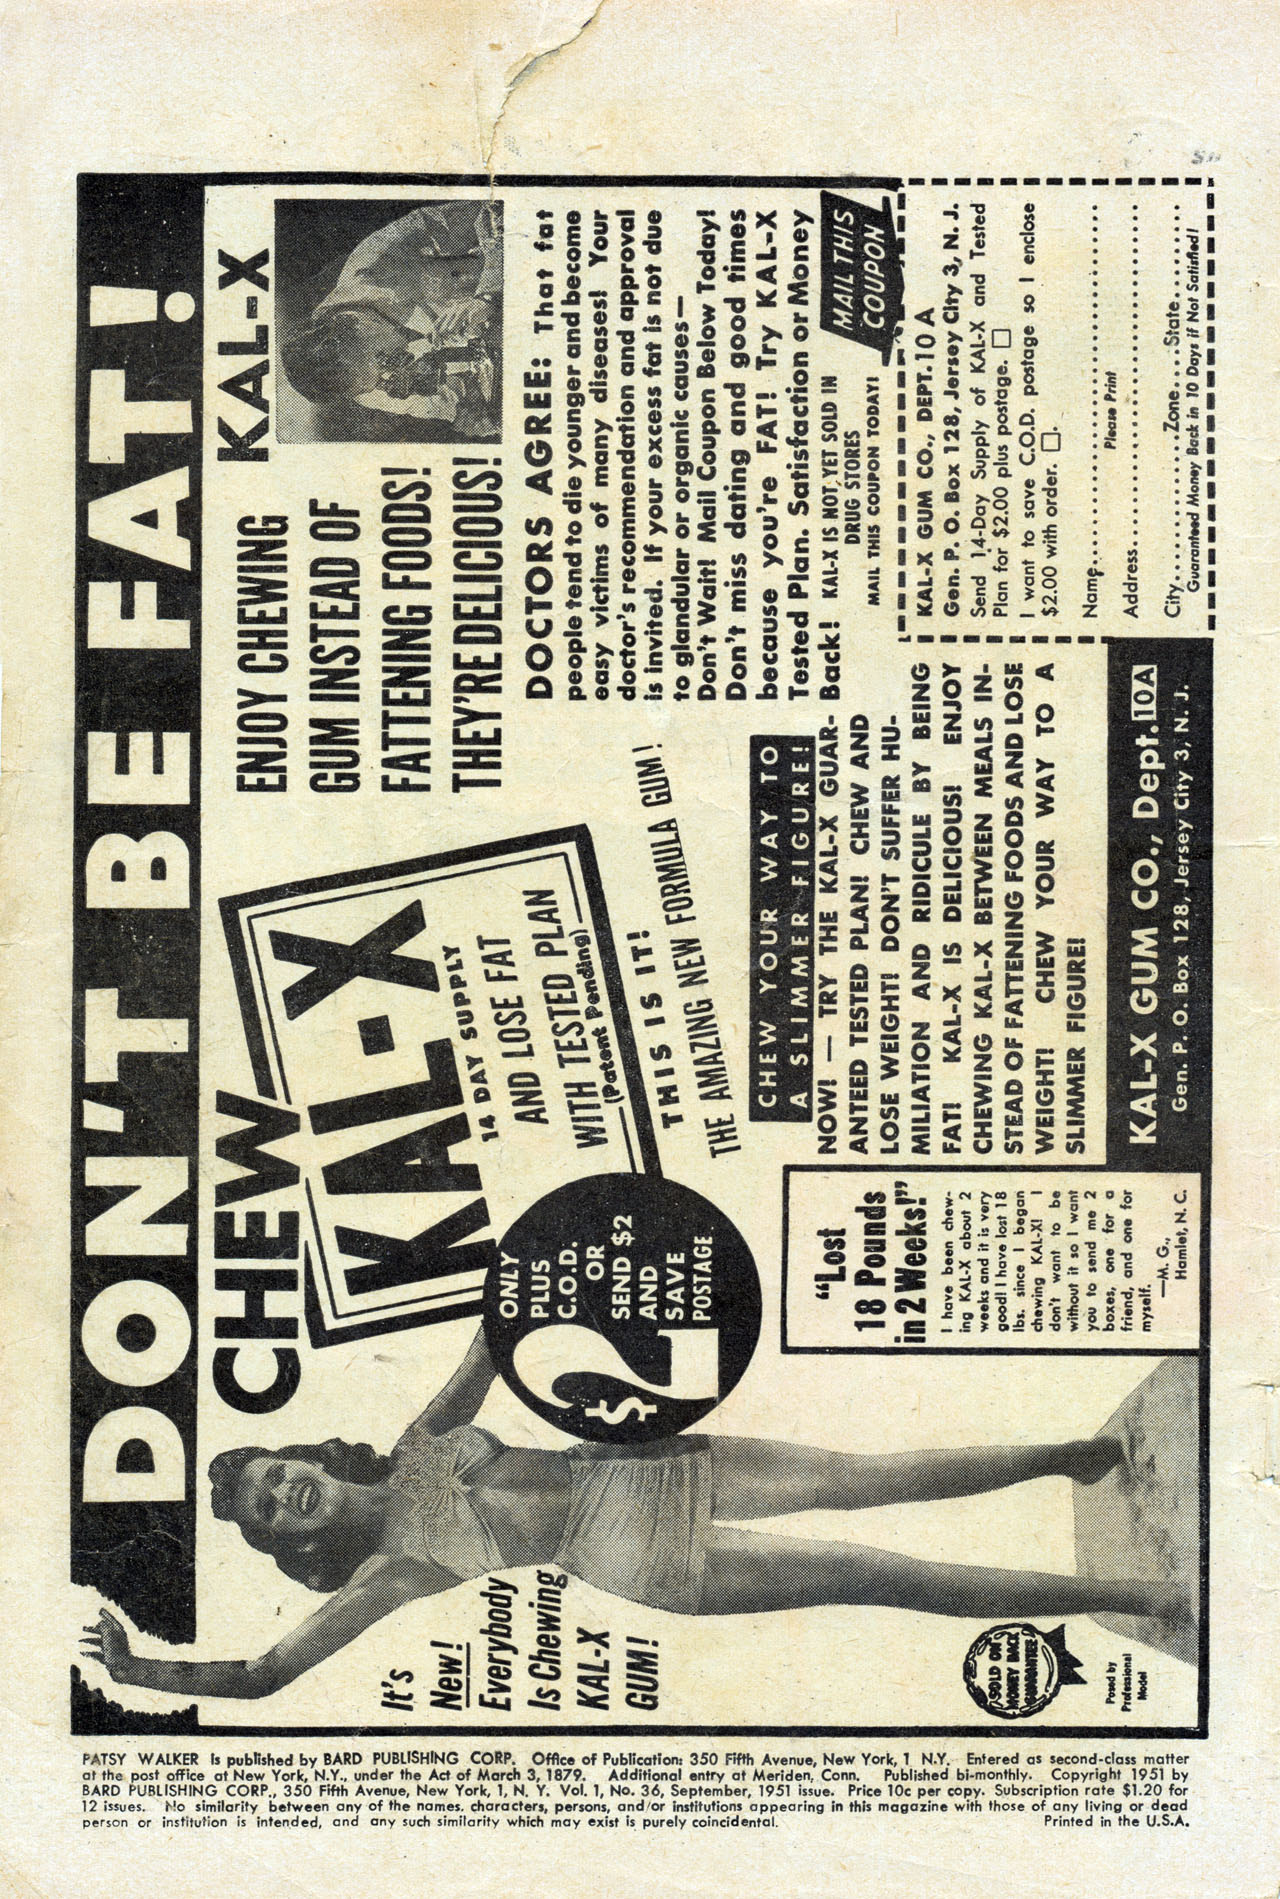 DON'T BE FAT!
CHEW
KAL-X
14 DAY SUPPLY
AND LOSE FAT
WITH TESTED PLAN
(Patent Pending)
THIS IS IT!
THE AMAZING NEW FORMULA GUM!
$2
ONLY
PLUS
C.O.D.
OR
SEND $2
AND
SAVE
POSTAGE
It's
New!
Everybody
Is Chewing
KAL-X
GUM!
SOLD ON
MONEY BACK
GUARANTEE
Posed by
Professional
Model
ENJOY CHEWING KAL-X
GUM INSTEAD OF
FATTENING FOODS!
THEY'RE DELICIOUS!
DOCTORS AGREE: That fat
people tend to die younger and become
easy victims of many diseases! Your
doctor's recommendation and approval
is invited. If your excess fat is not due
to glandular or organic causes—
Don't Wait! Mail Coupon Below Today!
Don't miss dating and good times
because you're FAT! Try KAL-X
Tested Plan. Satisfaction or Money
Back! KAL-X IS NOT YET SOLD IN
DRUG STORES
MAIL THIS COUPON TODAY!
MAIL THIS
COUPON
"Lost
18 Pounds
in 2 Weeks!"
I have been chew-
ing KAL-X about 2
weeks and it is very
good! I have lost 18
lbs. since I began
chewing KAL-X! I
don't want to be
without it so I want
you to send me 2
boxes, one for a
friend, and one for
myself.
—M. G.,
Hamlet, N. C.
CHEW YOUR WAY TO
A SLIMMER FIGURE!
NOW! — TRY THE KAL-X GUAR-
ANTEED TESTED PLAN! CHEW AND
LOSE WEIGHT! DON'T SUFFER HU-
MILIATION AND RIDICULE BY BEING
FAT! KAL-X IS DELICIOUS! ENJOY
CHEWING KAL-X BETWEEN MEALS IN-
STEAD OF FATTENING FOODS AND LOSE
WEIGHT! CHEW YOUR WAY TO A
SLIMMER FIGURE!
KAL-X GUM CO., Dept. 10A
Gen. P. O. Box 128, Jersey City 3, N. J.
KAL-X GUM CO., DEPT. 10 A
Gen. P. O. Box 128, Jersey City 3, N. J.
Send 14-Day Supply of KAL-X and Tested
Plan for $2.00 plus postage. □
I want to save C.O.D. postage so I enclose
$2.00 with order. □.
Name
Please Print
Address
City Zone State
Guaranteed Money Back in 10 Days if Not Satisfied!
PATSY WALKER is published by BARD PUBLISHING CORP. Office of Publication: 350 Fifth Avenue, New York, 1 N.Y. Entered as second-class matter
at the post office at New York, N.Y., under the Act of March 3, 1879. Additional entry at Meriden, Conn. Published bi-monthly. Copyright 1951 by
BARD PUBLISHING CORP., 350 Fifth Avenue, New York, 1, N. Y. Vol. 1, No. 36, September, 1951 issue. Price 10c per copy. Subscription rate $1.20 for
12 issues. No similarity between any of the names, characters, persons, and/or institutions appearing in this magazine with those of any living or dead
person or institution is intended, and any such similarity which may exist is purely coincidental. Printed in the U.S.A.